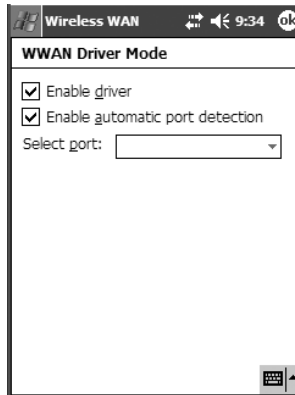 Wireless WAN 9:34 ok
WWAN Driver Mode
Enable driver
Enable automatic port detection
Select port: